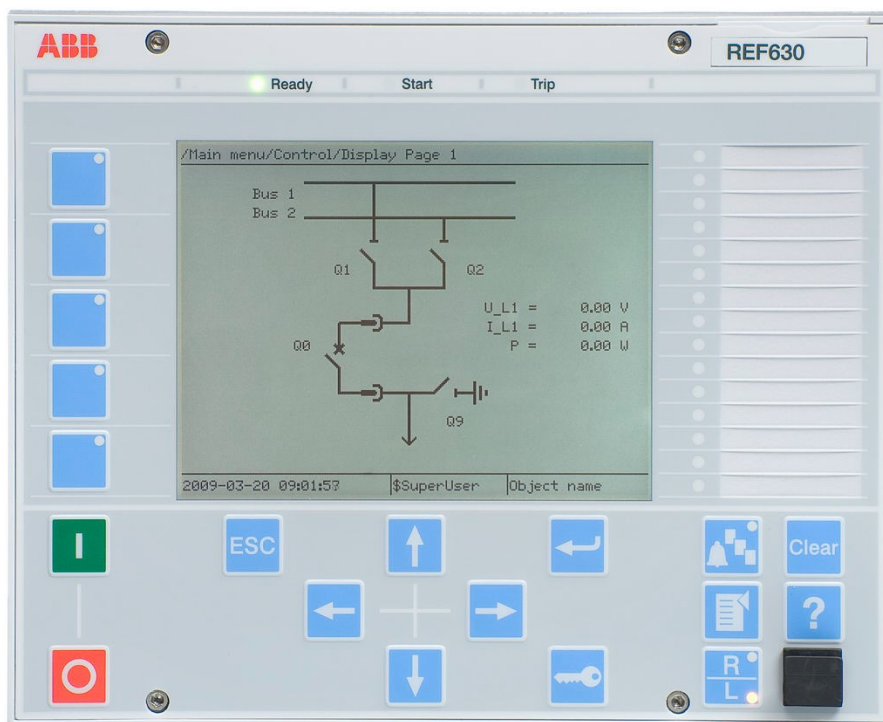 ABB
REF630
Ready Start Trip
/Main menu/Control/Display Page 1
Bus 1
Bus 2
Q1 Q2
U_L1 = 0.00 V
I_L1 = 0.00 A
P = 0.00 W
Q0
Q9
2009-03-20 09:01:57 $SuperUser Object name
I ESC Clear
?
O R
L